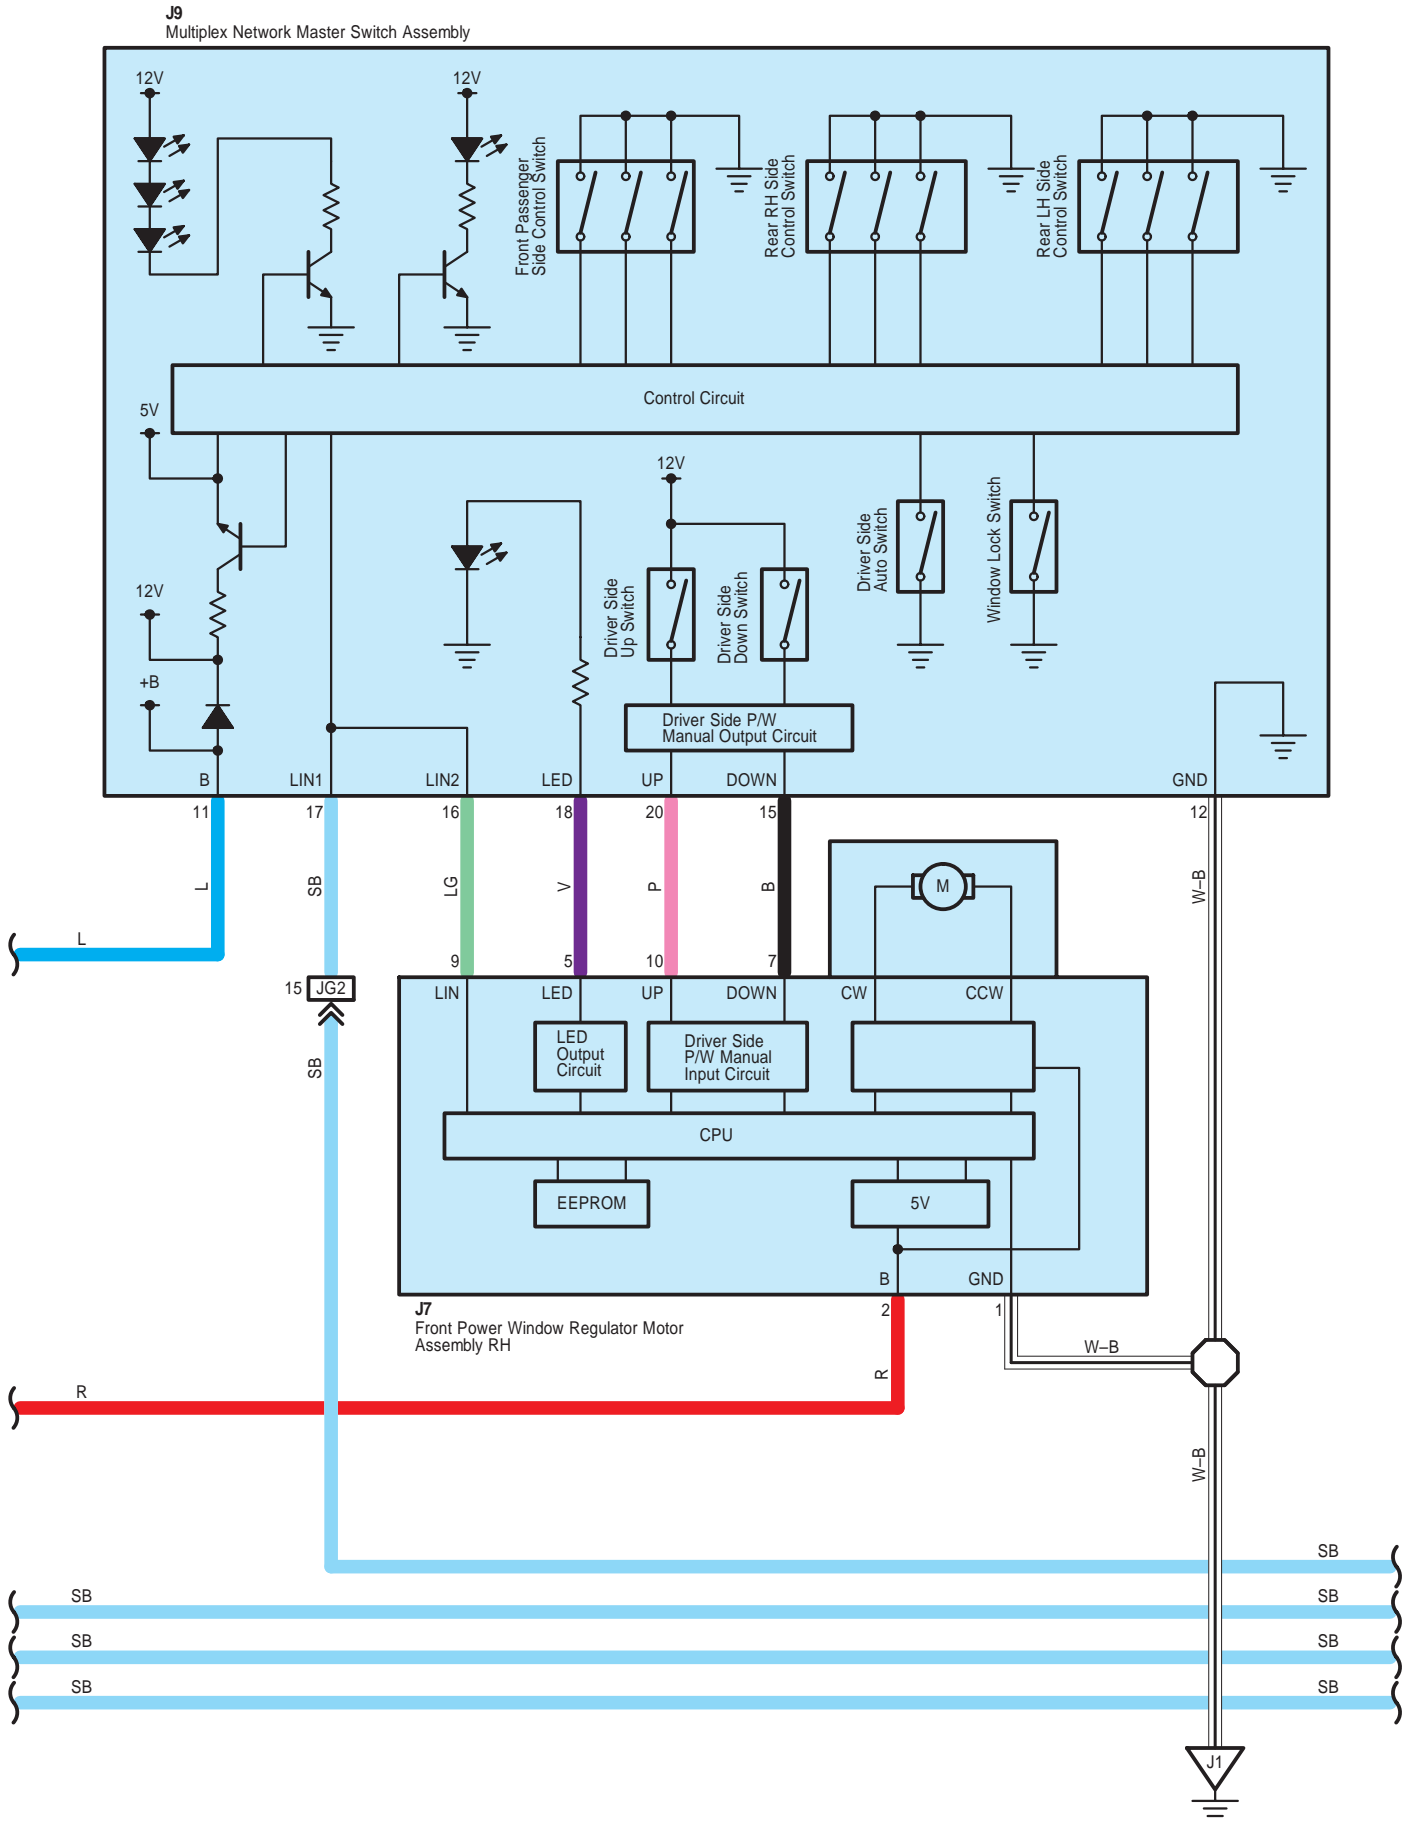 J9
Multiplex Network Master Switch Assembly
12V
12V
Front Passenger
Side Control Switch
Rear RH Side
Control Switch
Rear LH Side
Control Switch
Control Circuit
5V
12V
12V
+B
Driver Side
Up Switch
Driver Side
Down Switch
Driver Side
Auto Switch
Window Lock Switch
Driver Side P/W
Manual Output Circuit
B
LIN1
LIN2
LED
UP
DOWN
GND
11
17
16
18
20
15
12
L
SB
LG
V
P
B
W–B
M
L
9
5
10
7
15
JG2
LIN
LED
UP
DOWN
CW
CCW
SB
LED
Output
Circuit
Driver Side
P/W Manual
Input Circuit
CPU
EEPROM
5V
B
GND
J7
Front Power Window Regulator Motor
Assembly RH
2
1
R
W–B
R
W–B
SB
SB
SB
SB
SB
SB
SB
J1